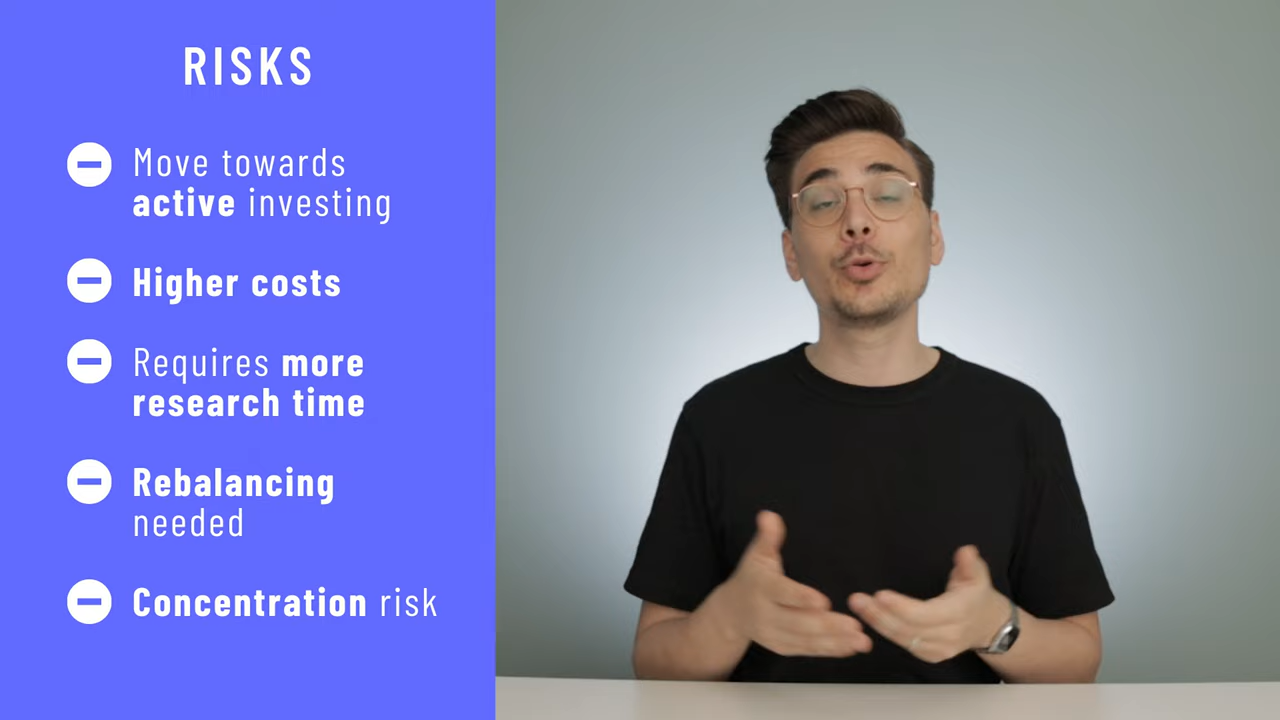 RISKS
Move towards
active investing
Higher costs
Requires more
research time
Rebalancing
needed
Concentration risk